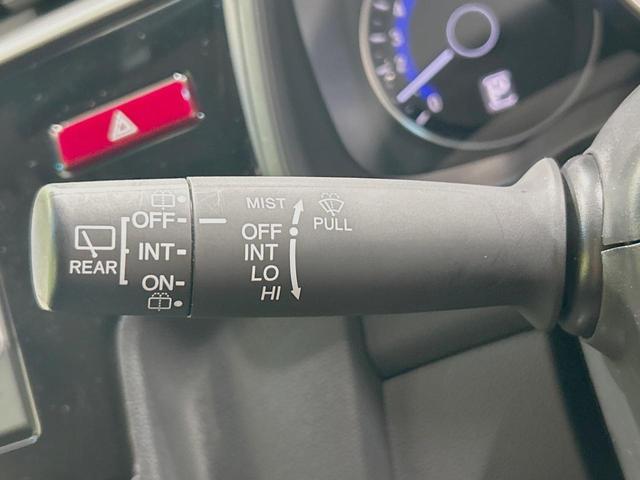 MIST
PULL
OFF
INT
LO
HI
REAR
OFF
INT
ON